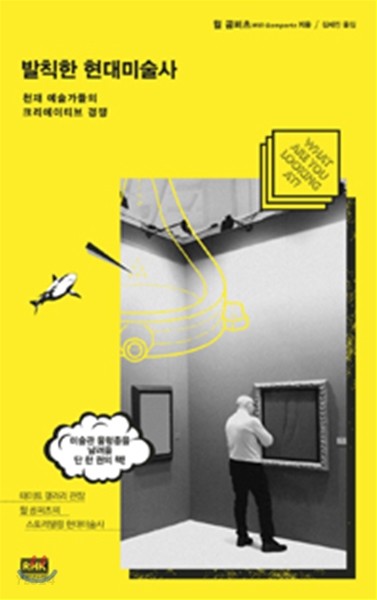 윌 곰퍼츠 Will Gompertz 지음 / 김세진 옮김
발칙한 현대미술사
천재 예술가들의
크리에이티브 경쟁
WHAT
ARE YOU
LOOKING
AT?
미술관 울렁증을
날려줄
단 한 권의 책!
테이트 갤러리 관장
윌 곰퍼츠의
스토리텔링 현대미술사
RHK